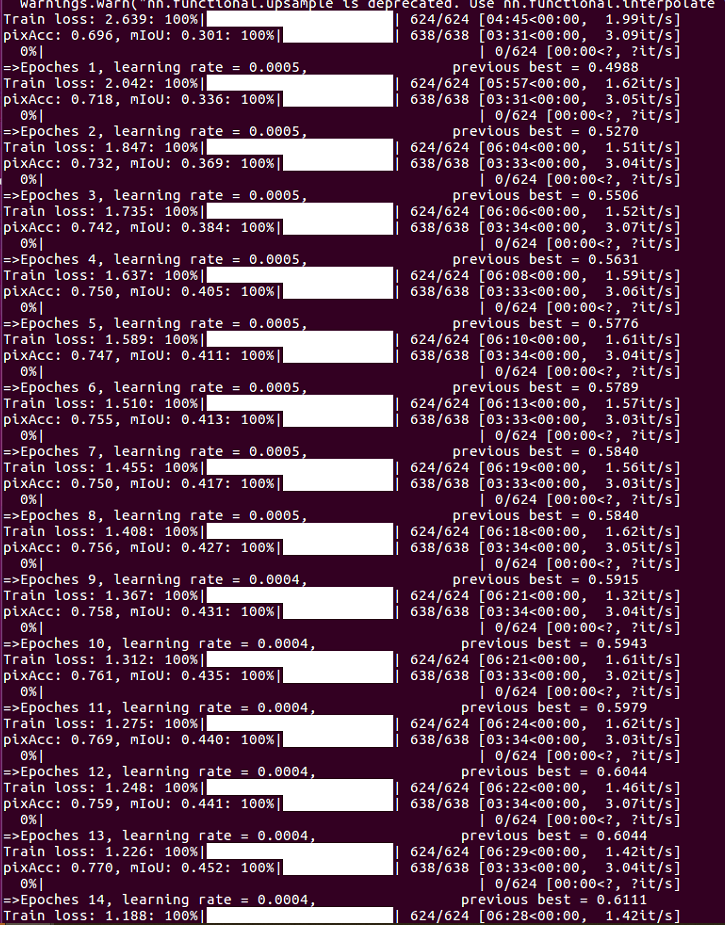 warnings.warn("nn.functional.upsample is deprecated. Use nn.functional.interpolate
Train loss: 2.639: 100%|| 624/624 [04:45<00:00,  1.99it/s]
pixAcc: 0.696, mIoU: 0.301: 100%|| 638/638 [03:31<00:00,  3.09it/s]
  0%|| 0/624 [00:00<?, ?it/s]
=>Epoches 1, learning rate = 0.0005, previous best = 0.4988
Train loss: 2.042: 100%|| 624/624 [05:57<00:00,  1.62it/s]
pixAcc: 0.718, mIoU: 0.336: 100%|| 638/638 [03:31<00:00,  3.05it/s]
  0%|| 0/624 [00:00<?, ?it/s]
=>Epoches 2, learning rate = 0.0005, previous best = 0.5270
Train loss: 1.847: 100%|| 624/624 [06:04<00:00,  1.51it/s]
pixAcc: 0.732, mIoU: 0.369: 100%|| 638/638 [03:33<00:00,  3.04it/s]
  0%|| 0/624 [00:00<?, ?it/s]
=>Epoches 3, learning rate = 0.0005, previous best = 0.5506
Train loss: 1.735: 100%|| 624/624 [06:06<00:00,  1.52it/s]
pixAcc: 0.742, mIoU: 0.384: 100%|| 638/638 [03:34<00:00,  3.07it/s]
  0%|| 0/624 [00:00<?, ?it/s]
=>Epoches 4, learning rate = 0.0005, previous best = 0.5631
Train loss: 1.637: 100%|| 624/624 [06:08<00:00,  1.59it/s]
pixAcc: 0.750, mIoU: 0.405: 100%|| 638/638 [03:33<00:00,  3.06it/s]
  0%|| 0/624 [00:00<?, ?it/s]
=>Epoches 5, learning rate = 0.0005, previous best = 0.5776
Train loss: 1.589: 100%|| 624/624 [06:10<00:00,  1.61it/s]
pixAcc: 0.747, mIoU: 0.411: 100%|| 638/638 [03:34<00:00,  3.04it/s]
  0%|| 0/624 [00:00<?, ?it/s]
=>Epoches 6, learning rate = 0.0005, previous best = 0.5789
Train loss: 1.510: 100%|| 624/624 [06:13<00:00,  1.57it/s]
pixAcc: 0.755, mIoU: 0.413: 100%|| 638/638 [03:33<00:00,  3.03it/s]
  0%|| 0/624 [00:00<?, ?it/s]
=>Epoches 7, learning rate = 0.0005, previous best = 0.5840
Train loss: 1.455: 100%|| 624/624 [06:19<00:00,  1.56it/s]
pixAcc: 0.750, mIoU: 0.417: 100%|| 638/638 [03:33<00:00,  3.03it/s]
  0%|| 0/624 [00:00<?, ?it/s]
=>Epoches 8, learning rate = 0.0005, previous best = 0.5840
Train loss: 1.408: 100%|| 624/624 [06:18<00:00,  1.62it/s]
pixAcc: 0.756, mIoU: 0.427: 100%|| 638/638 [03:34<00:00,  3.05it/s]
  0%|| 0/624 [00:00<?, ?it/s]
=>Epoches 9, learning rate = 0.0004, previous best = 0.5915
Train loss: 1.367: 100%|| 624/624 [06:21<00:00,  1.32it/s]
pixAcc: 0.758, mIoU: 0.431: 100%|| 638/638 [03:34<00:00,  3.04it/s]
  0%|| 0/624 [00:00<?, ?it/s]
=>Epoches 10, learning rate = 0.0004, previous best = 0.5943
Train loss: 1.312: 100%|| 624/624 [06:21<00:00,  1.61it/s]
pixAcc: 0.761, mIoU: 0.435: 100%|| 638/638 [03:33<00:00,  3.02it/s]
  0%|| 0/624 [00:00<?, ?it/s]
=>Epoches 11, learning rate = 0.0004, previous best = 0.5979
Train loss: 1.275: 100%|| 624/624 [06:24<00:00,  1.62it/s]
pixAcc: 0.769, mIoU: 0.440: 100%|| 638/638 [03:34<00:00,  3.03it/s]
  0%|| 0/624 [00:00<?, ?it/s]
=>Epoches 12, learning rate = 0.0004, previous best = 0.6044
Train loss: 1.248: 100%|| 624/624 [06:22<00:00,  1.46it/s]
pixAcc: 0.759, mIoU: 0.441: 100%|| 638/638 [03:34<00:00,  3.07it/s]
  0%|| 0/624 [00:00<?, ?it/s]
=>Epoches 13, learning rate = 0.0004, previous best = 0.6044
Train loss: 1.226: 100%|| 624/624 [06:29<00:00,  1.42it/s]
pixAcc: 0.770, mIoU: 0.452: 100%|| 638/638 [03:33<00:00,  3.04it/s]
  0%|| 0/624 [00:00<?, ?it/s]
=>Epoches 14, learning rate = 0.0004, previous best = 0.6111
Train loss: 1.188: 100%|| 624/624 [06:28<00:00,  1.42it/s]